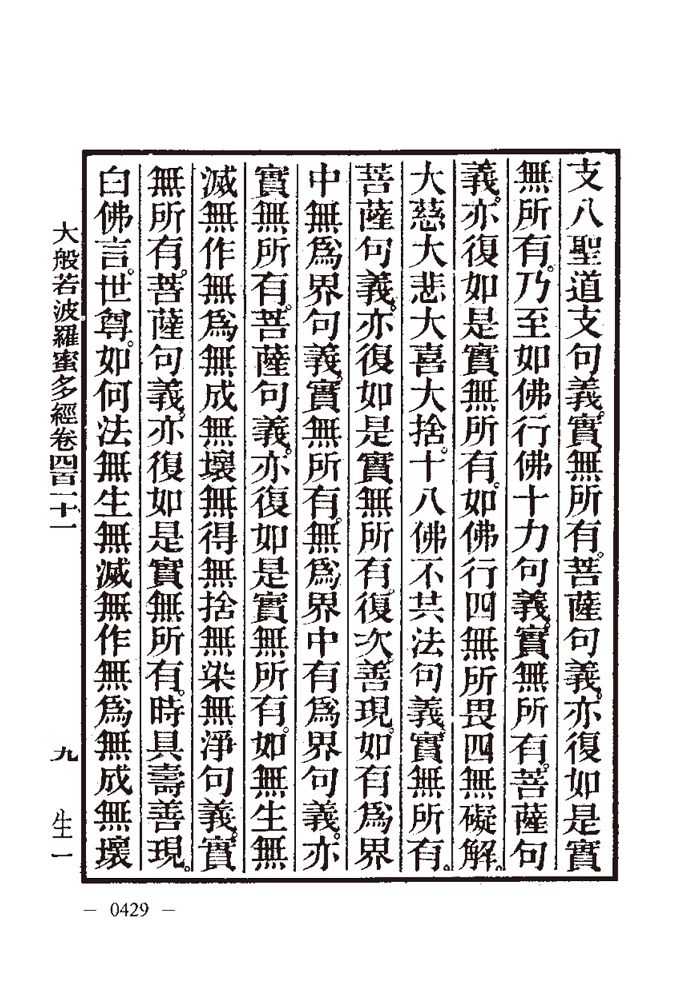 支八聖道支句義。實無所有。菩薩句義。亦復如是實
無所有。乃至如佛行佛十力句義。實無所有。菩薩句
義。亦復如是實無所有。如佛行四無所畏四無礙解。
大慈大悲大喜大捨。十八佛不共法句義。實無所有。
菩薩句義。亦復如是實無所有。復次。善現。如有爲界
中無爲界句義。實無所有。無爲界中有爲界句義。亦
實無所有。菩薩句義。亦復如是實無所有。如無生無
滅無作無爲無成無壞無得無捨無染無淨句義。實
無所有。菩薩句義。亦復如是實無所有。時具壽善現。
白佛言。世尊。如何法無生無滅無作無爲無成無壞
大般若波羅蜜多經卷四百一十一
九
生一
— 0429 —